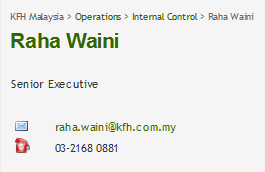 KFH Malaysia > Operations > Internal Control > Raha Waini
Raha Waini
Senior Executive
raha.waini@kfh.com.my
03-2168 0881